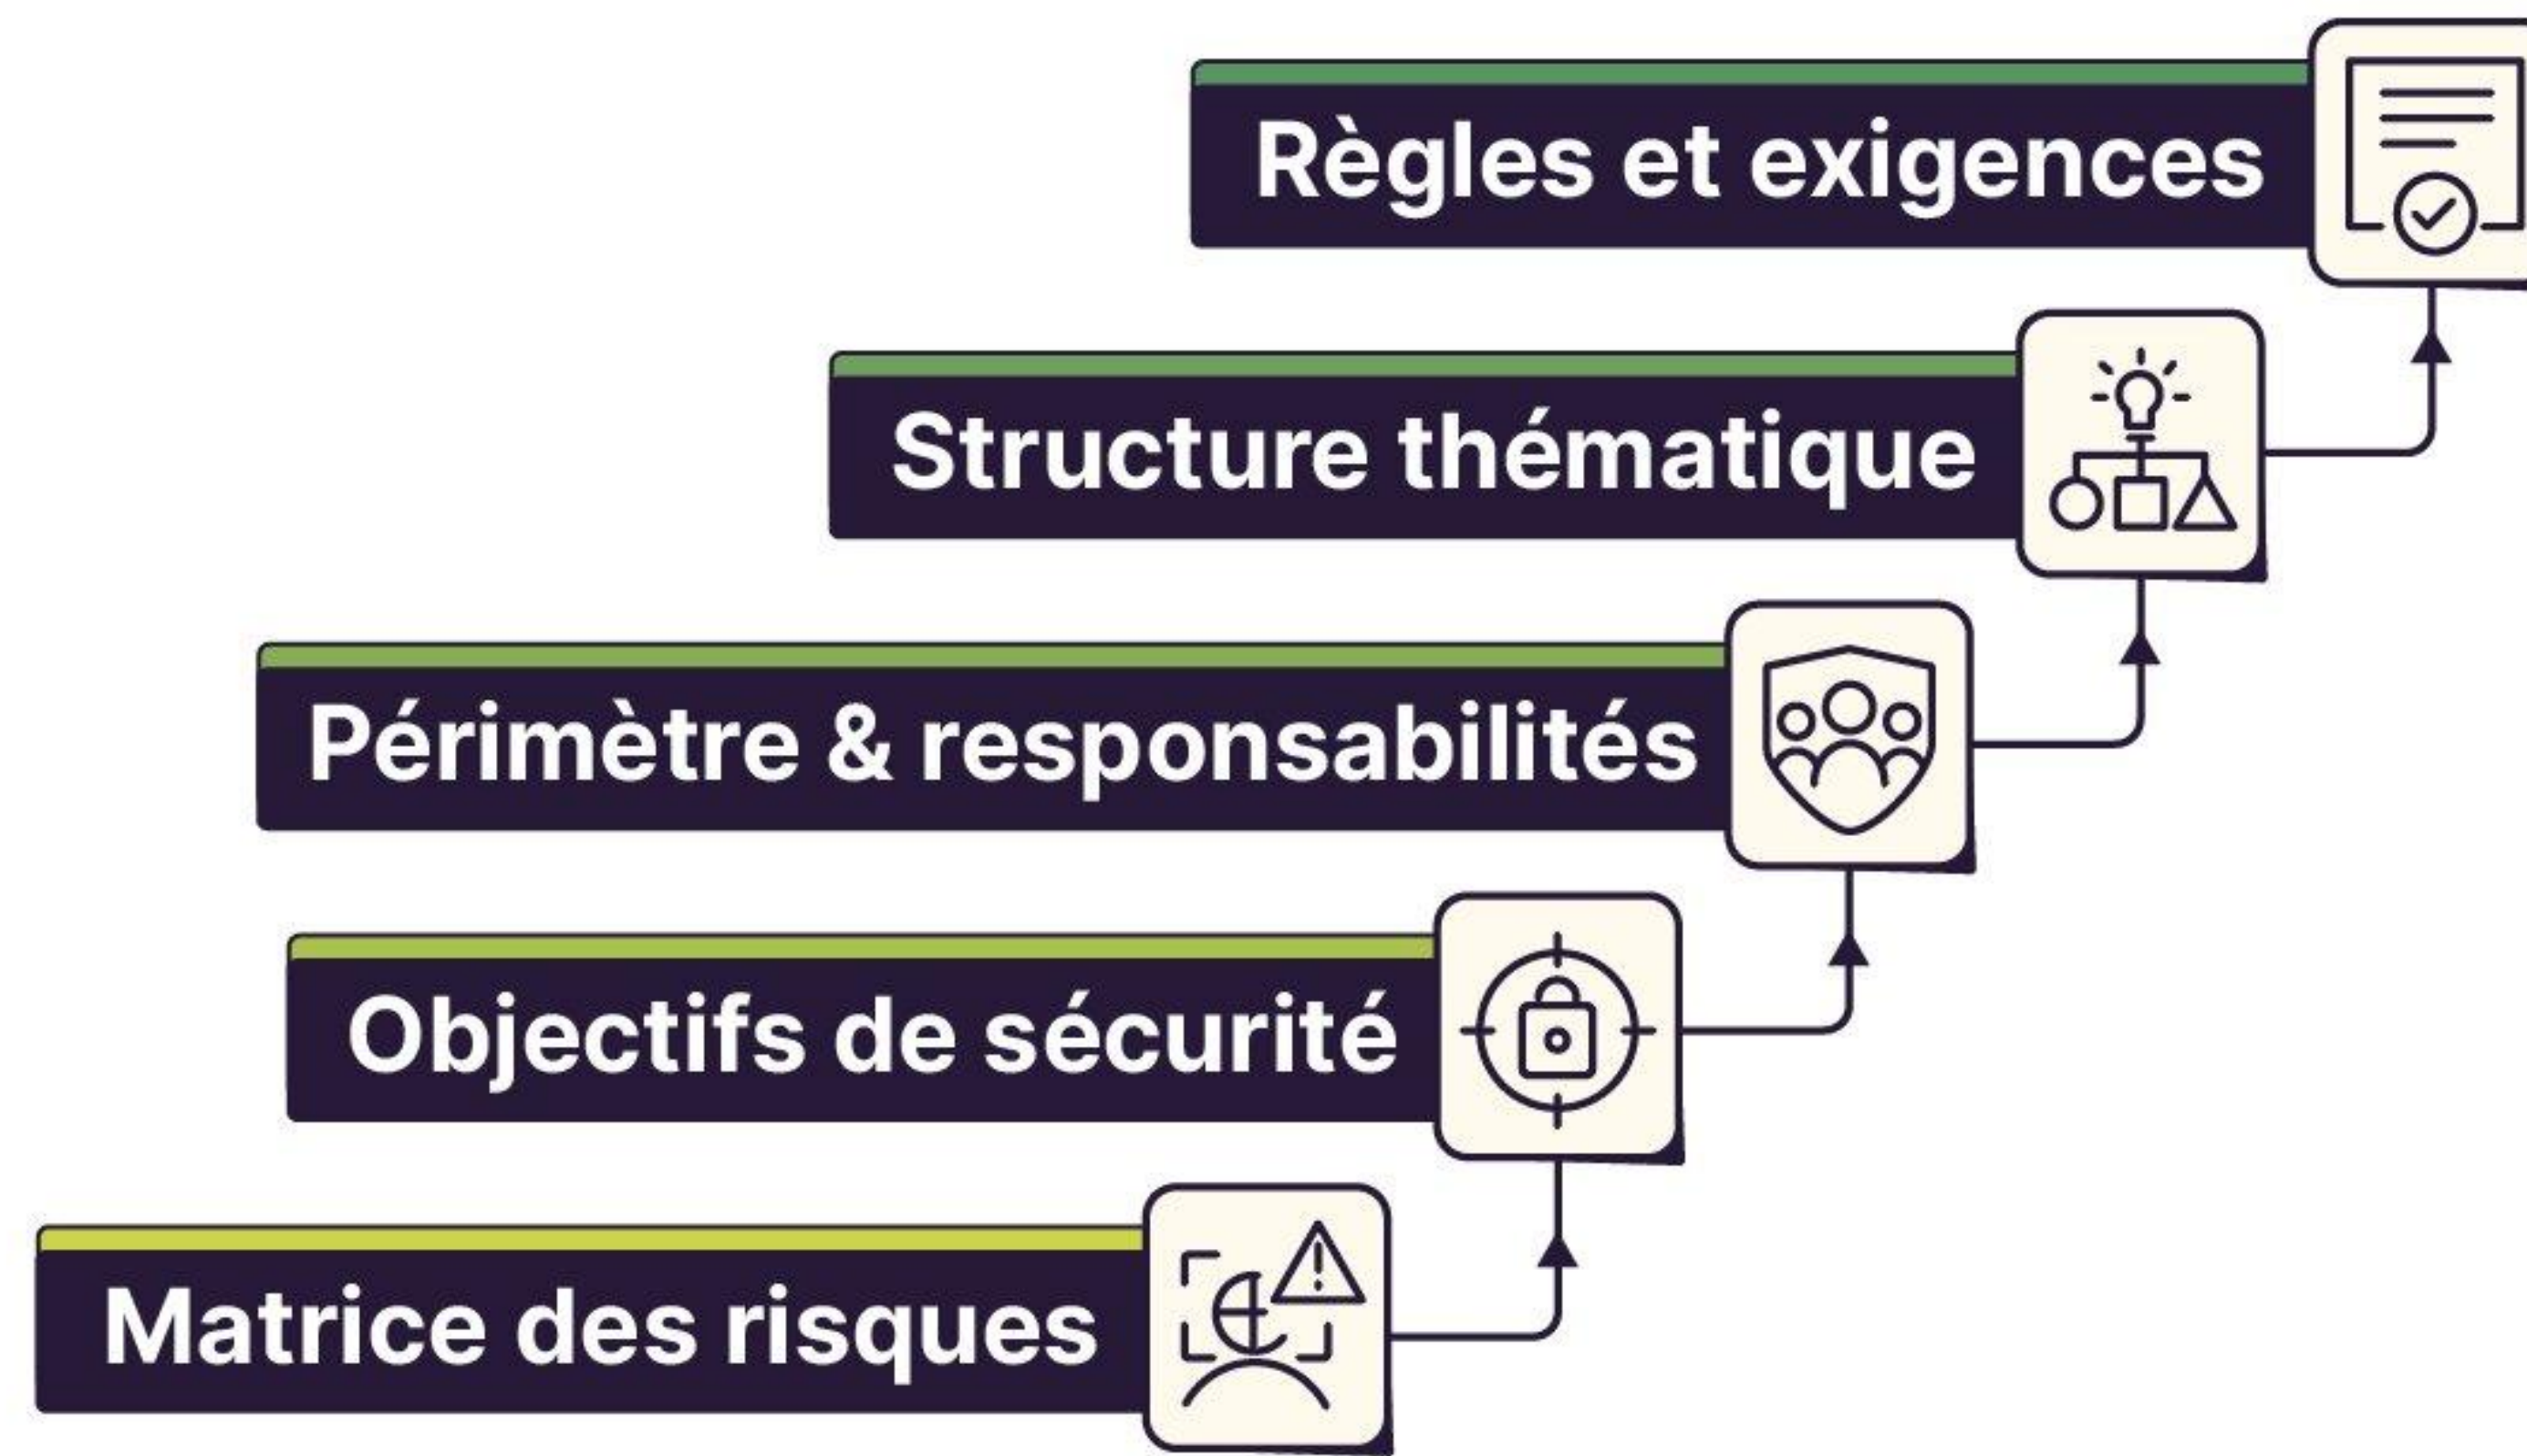 Règles et exigences
Structure thématique
Périmètre & responsabilités
Objectifs de sécurité
Matrice des risques